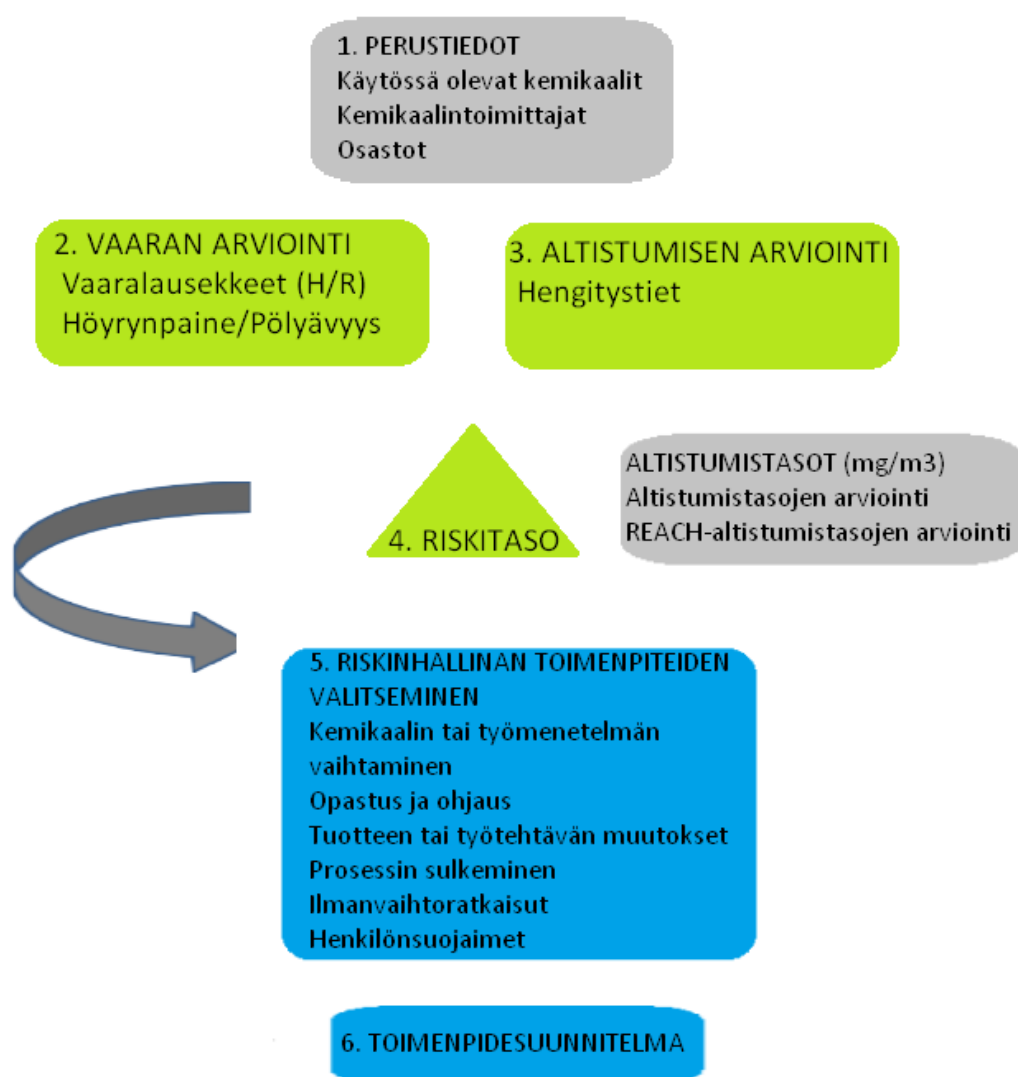 1. PERUSTIEDOT
Käytössä olevat kemikaalit
Kemikaalintoimittajat
Osastot
2. VAARAN ARVIOINTI
Vaaralausekkeet (H/R)
Höyrynpaine/Pölyävyys
3. ALTISTUMISEN ARVIOINTI
Hengitystiet
4. RISKITASO
ALTISTUMISTASOT (mg/m3)
Altistumistasojen arviointi
REACH-altistumistasojen arviointi
5. RISKINHALLINAN TOIMENPITEIDEN
VALITSEMINEN
Kemikaalin tai työmenetelmän
vaihtaminen
Opastus ja ohjaus
Tuotteen tai työtehtävän muutokset
Prosessin sulkeminen
Ilmanvaihtoratkaisut
Henkilönsuojaimet
6. TOIMENPIDESUUNNITELMA